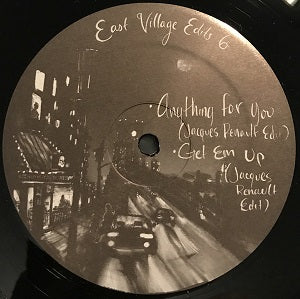 East Village Edits 6
• Anything for you
(Jacques Renault Edit)
• Get Em Up
(Jacques
Renault
Edit)